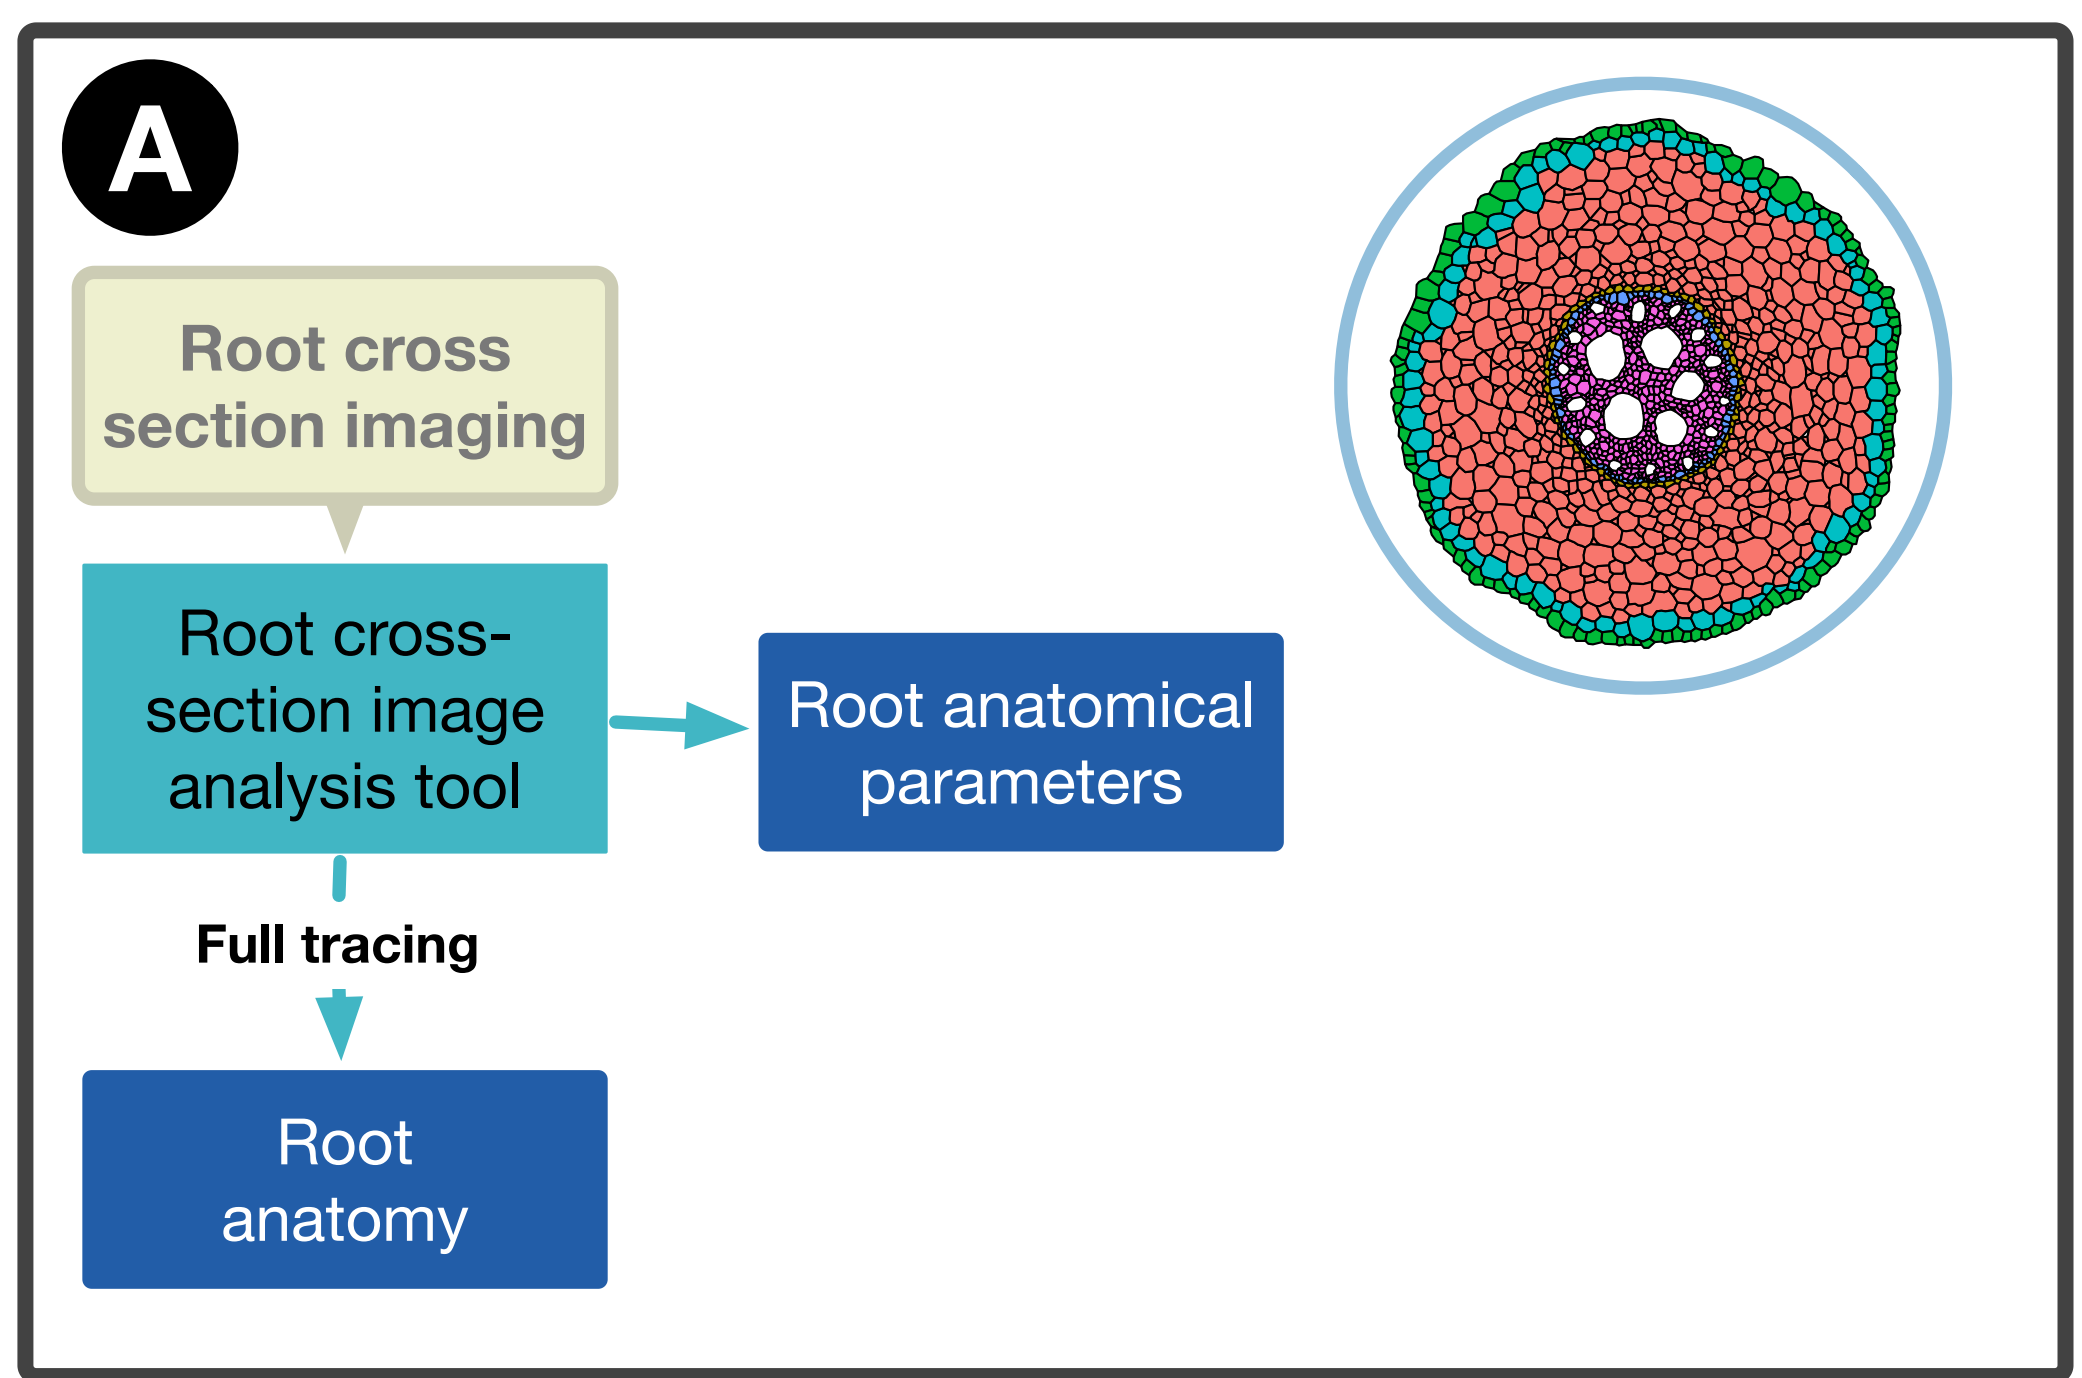 A
Root cross
section imaging
Root cross-
section image
analysis tool
Root anatomical
parameters
Full tracing
Root
anatomy